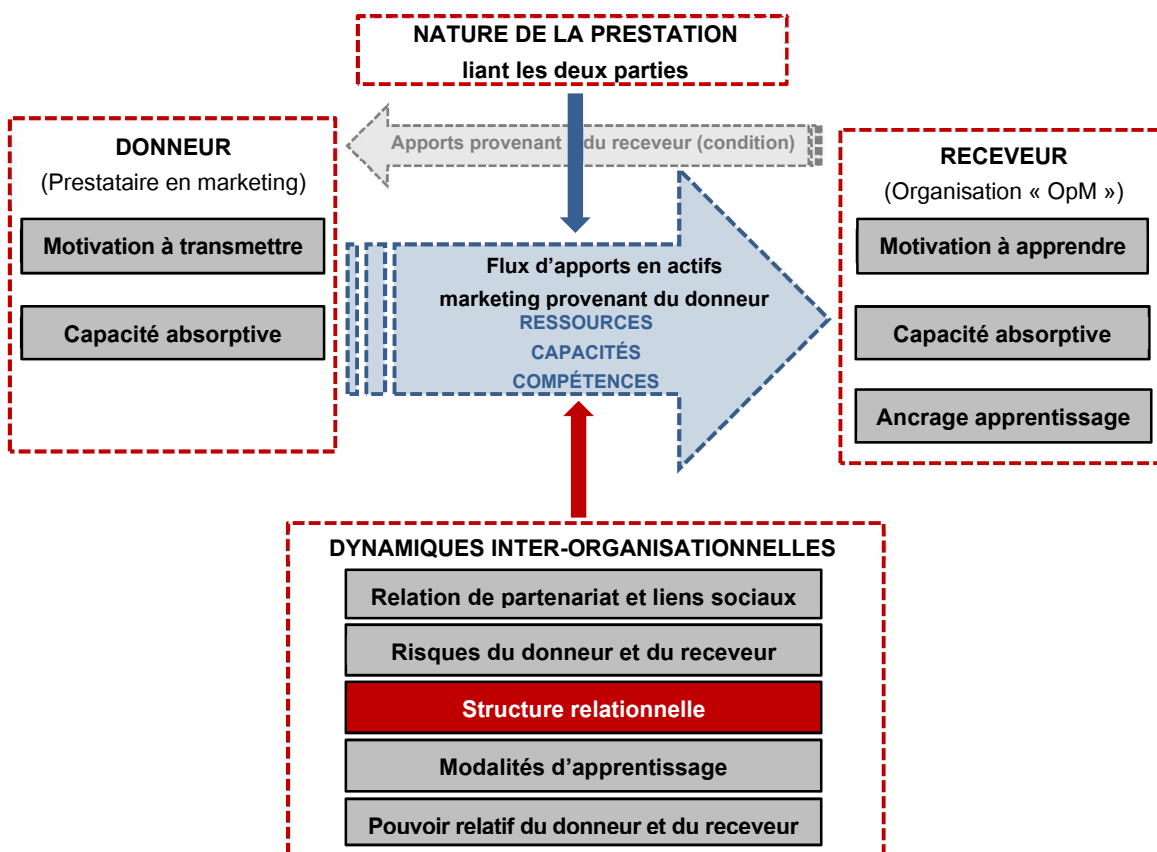 NATURE DE LA PRESTATION
liant les deux parties
Apports provenant du receveur (condition)
DONNEUR
(Prestataire en marketing)
Motivation à transmettre
Capacité absorptive
Flux d'apports en actifs
marketing provenant du donneur
RESSOURCES
CAPACITÉS
COMPÉTENCES
RECEVEUR
(Organisation « OpM »)
Motivation à apprendre
Capacité absorptive
Ancrage apprentissage
DYNAMIQUES INTER-ORGANISATIONNELLES
Relation de partenariat et liens sociaux
Risques du donneur et du receveur
Structure relationnelle
Modalités d'apprentissage
Pouvoir relatif du donneur et du receveur